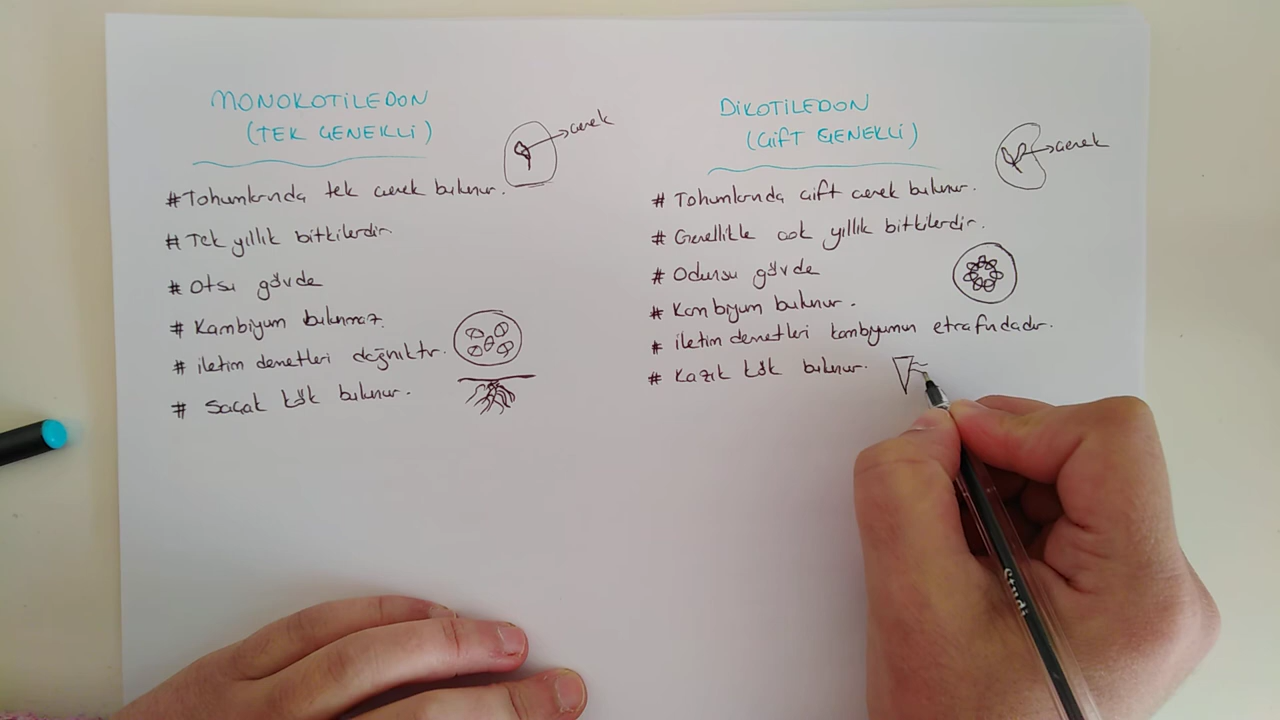 MONOKOTİLEDON
(TEK ÇENEKLİ)
çenek
# Tohumlarında tek çenek bulunur.
# Tek yıllık bitkilerdir
# Otsu gövde
# Kambiyum bulunmaz.
# iletim demetleri dağınıktır.
# Saçak kök bulunur.
DİKOTİLEDON
(ÇİFT ÇENEKLİ)
çenek
# Tohumlarında çift çenek bulunur.
# Genellikle çok yıllık bitkilerdir.
# Odunsu gövde
# Kambiyum bulunur.
# iletim demetleri kambiyumun etrafındadır.
# Kazık kök bulunur.
Studi